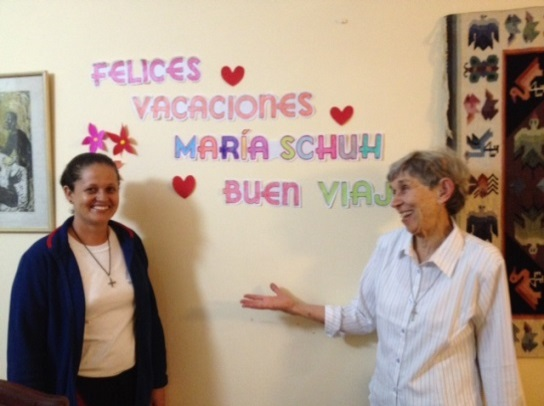 FELICES
VACACIONES
MARÍA SCHUH
BUEN VIAJ